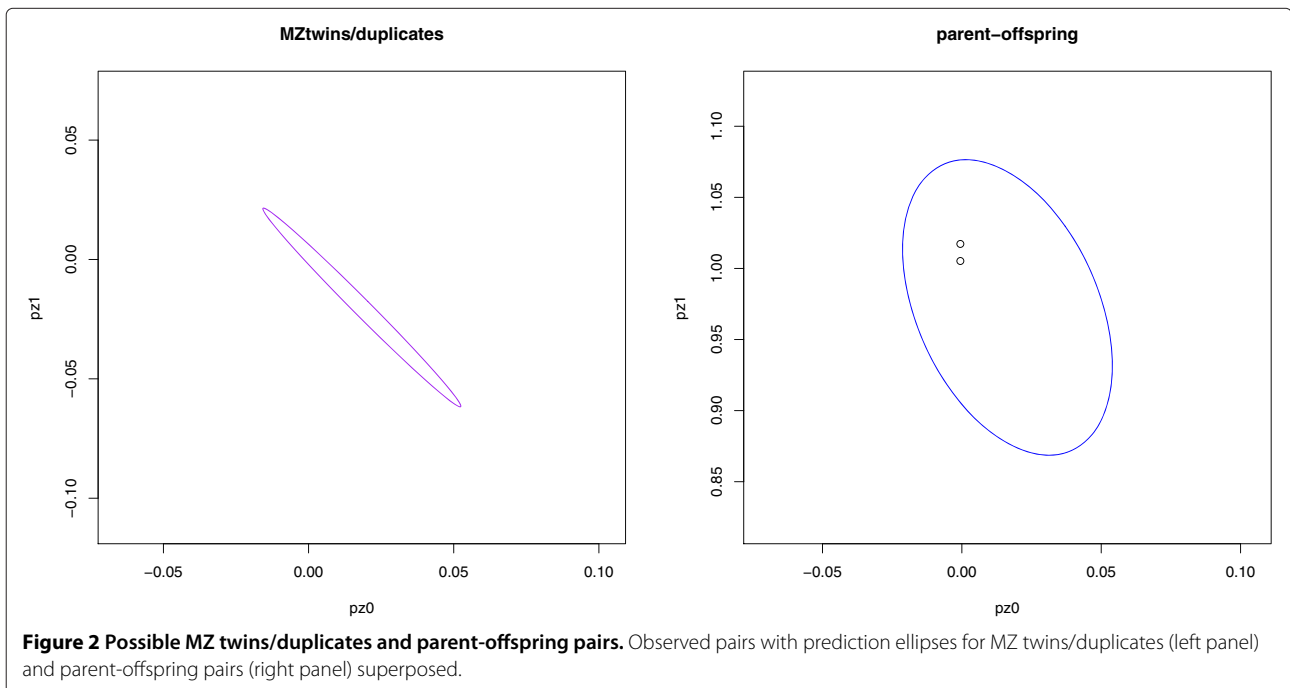 MZtwins/duplicates
0.05
0.00
−0.05
−0.10
pz1
−0.05
0.00
0.05
0.10
pz0
parent−offspring
1.10
1.05
1.00
0.95
0.90
0.85
pz1
−0.05
0.00
0.05
0.10
pz0
Figure 2 Possible MZ twins/duplicates and parent-offspring pairs. Observed pairs with prediction ellipses for MZ twins/duplicates (left panel)
and parent-offspring pairs (right panel) superposed.